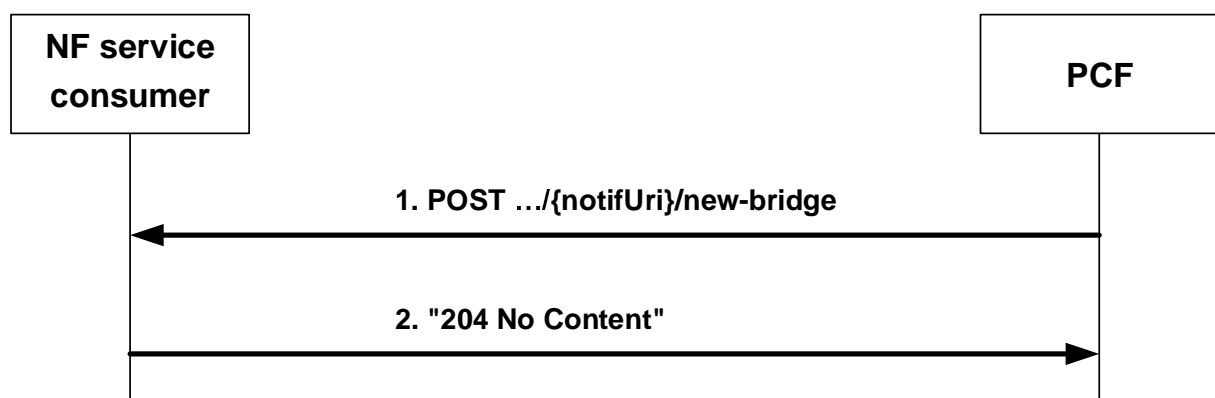 NF service
consumer
PCF
1. POST …/{notifUri}/new-bridge
2. "204 No Content"